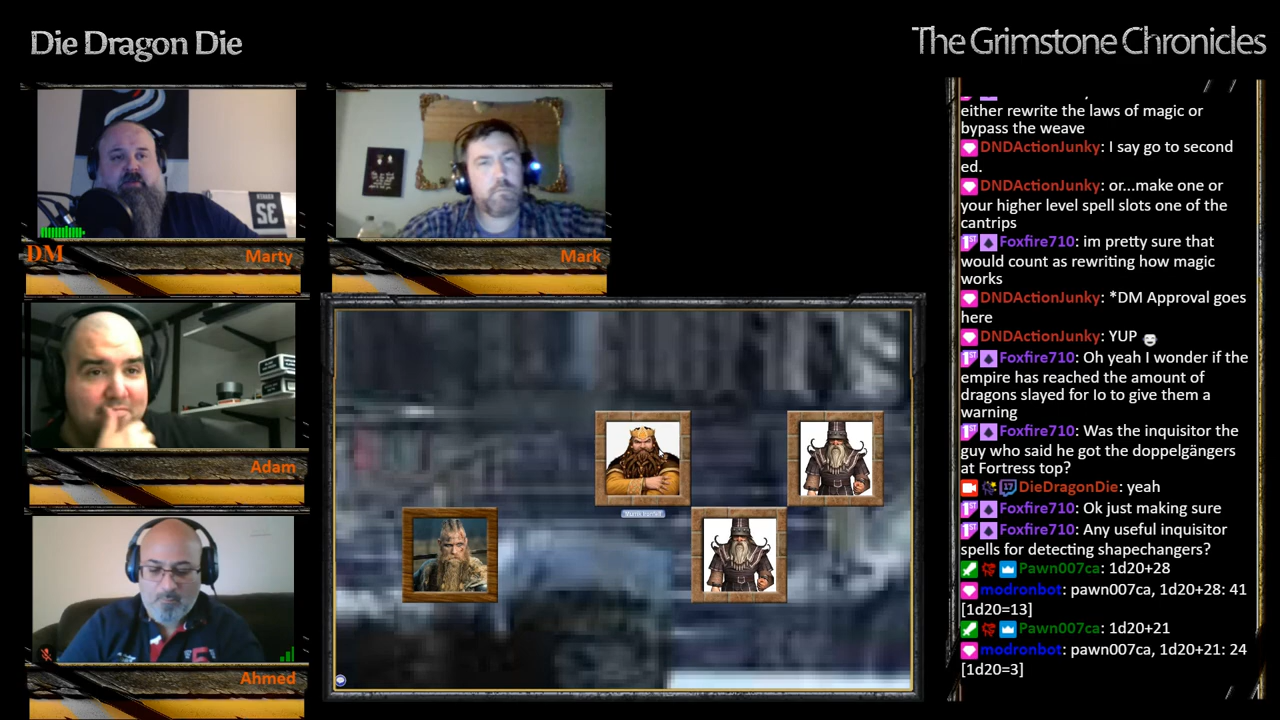 Die Dragon Die
The Grimstone Chronicles
DM
Marty
Mark
Adam
Ahmed
either rewrite the laws of magic or
bypass the weave
DNDActionJunky: I say go to second
ed.
DNDActionJunky: or...make one or
your higher level spell slots one of the
cantrips
Foxfire710: im pretty sure that
would count as rewriting how magic
works
DNDActionJunky: *DM Approval goes
here
DNDActionJunky: YUP
Foxfire710: Oh yeah I wonder if the
empire has reached the amount of
dragons slayed for Io to give them a
warning
Foxfire710: Was the inquisitor the
guy who said he got the doppelgängers
at Fortress top?
DieDragonDie: yeah
Foxfire710: Ok just making sure
Foxfire710: Any useful inquisitor
spells for detecting shapechangers?
Pawn007ca: 1d20+28
modronbot: pawn007ca, 1d20+28: 41
[1d20=13]
Pawn007ca: 1d20+21
modronbot: pawn007ca, 1d20+21: 24
[1d20=3]